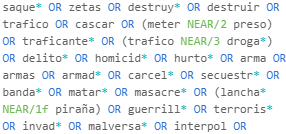 saque* OR zetas OR destruy* OR destruir OR
trafico OR cascar OR (meter NEAR/2 preso)
OR traficante* OR (trafico NEAR/3 droga*)
OR delito* OR homicid* OR hurto* OR arma OR
armas OR armad* OR carcel* OR secuestr* OR
banda* OR matar* OR masacre* OR (lancha*
NEAR/1f piraña) OR guerrill* OR terroris*
OR invad* OR malversa* OR interpol OR